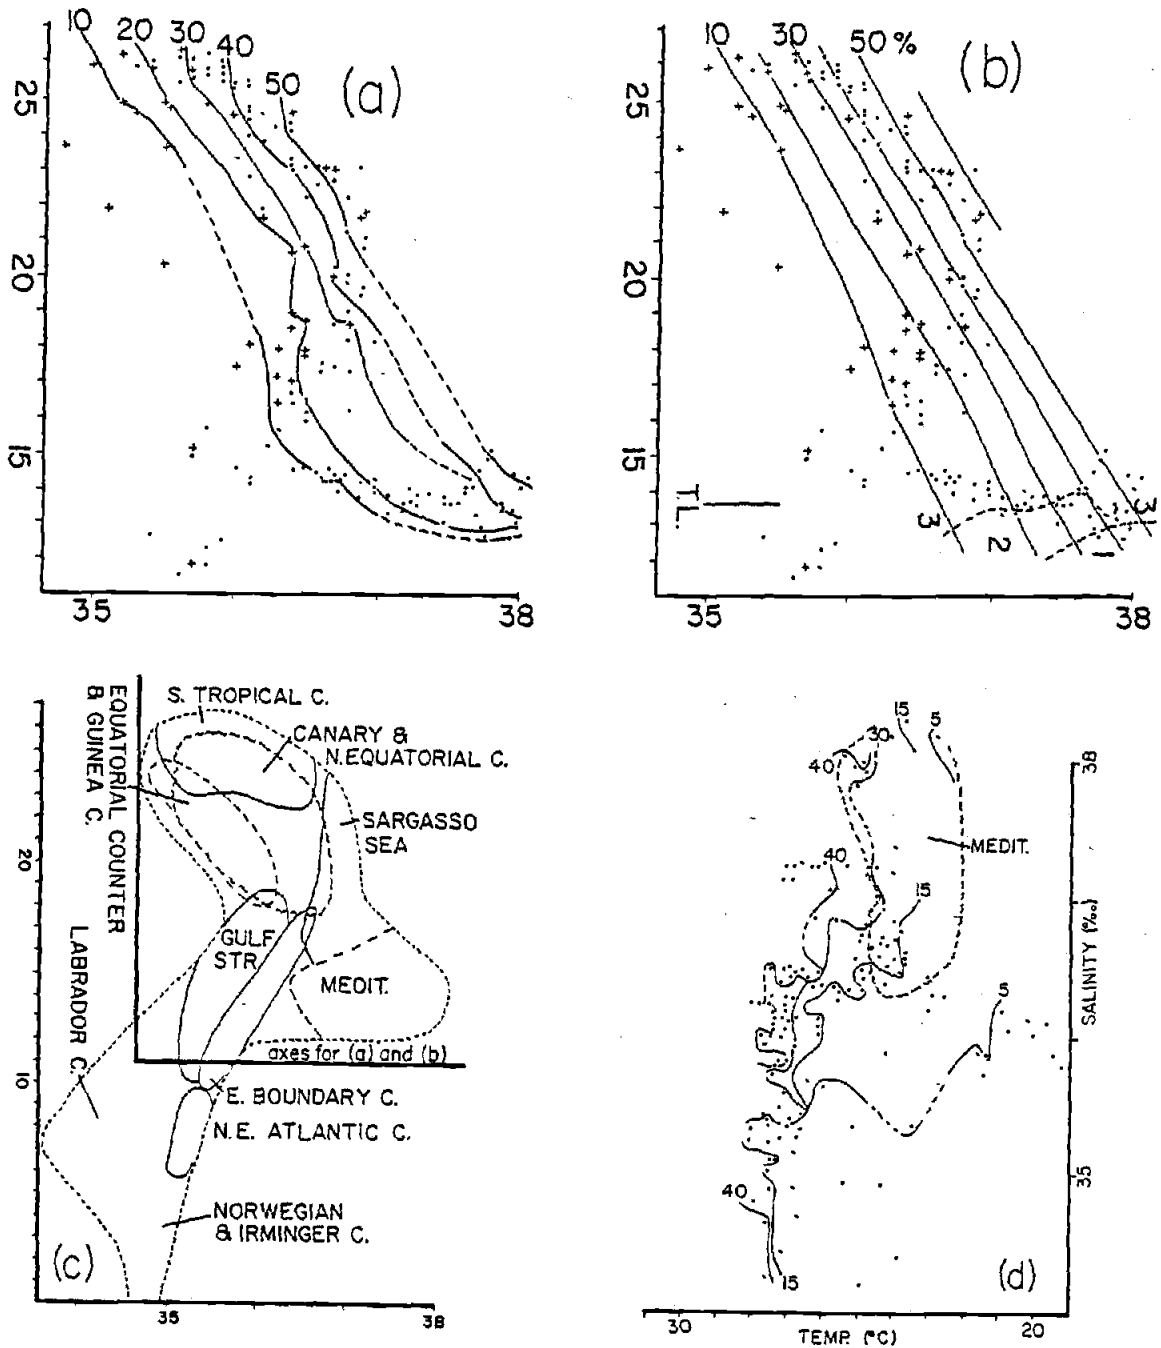 10
20
30
40
50
(a)
25
20
15
35
38
10
30
50 %
(b)
25
20
15
T.L.
3
2
1
3
35
38
EQUATORIAL COUNTER
& GUINEA C.
S. TROPICAL C.
CANARY &
N.EQUATORIAL C.
SARGASSO
SEA
20
GULF
STR.
MEDIT.
LABRADOR C.
axes for (a) and (b)
10
E. BOUNDARY C.
N.E. ATLANTIC C.
NORWEGIAN
& IRMINGER C.
(c)
35
38
15
5
30
40
38
MEDIT.
40
15
SALINITY (‰)
5
35
40
15
(d)
30
TEMP. (°C)
20